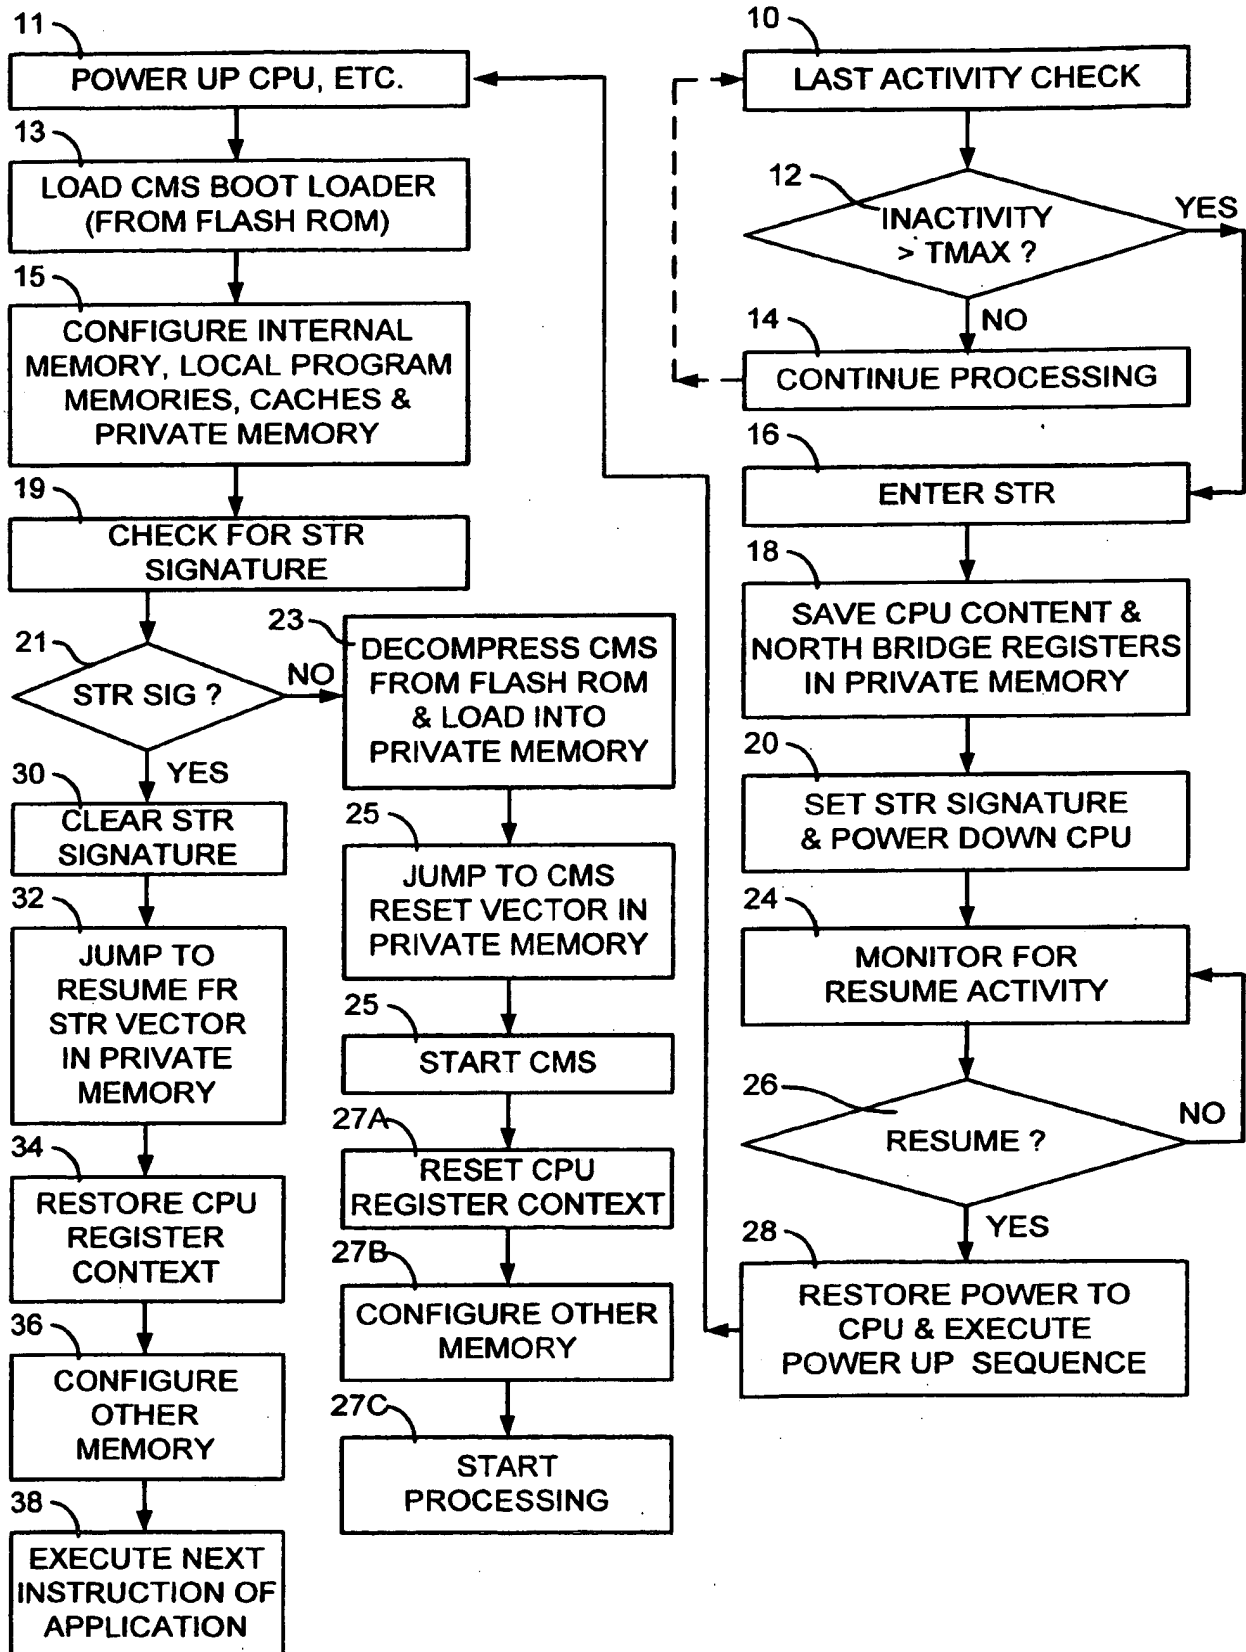 11
POWER UP CPU, ETC.
13
LOAD CMS BOOT LOADER
(FROM FLASH ROM)
15
CONFIGURE INTERNAL
MEMORY, LOCAL PROGRAM
MEMORIES, CACHES &
PRIVATE MEMORY
19
CHECK FOR STR
SIGNATURE
21
STR SIG ?
NO
YES
30
CLEAR STR
SIGNATURE
32
JUMP TO
RESUME FR
STR VECTOR
IN PRIVATE
MEMORY
34
RESTORE CPU
REGISTER
CONTEXT
36
CONFIGURE
OTHER
MEMORY
38
EXECUTE NEXT
INSTRUCTION OF
APPLICATION
23
DECOMPRESS CMS
FROM FLASH ROM
& LOAD INTO
PRIVATE MEMORY
25
JUMP TO CMS
RESET VECTOR IN
PRIVATE MEMORY
25
START CMS
27A
RESET CPU
REGISTER CONTEXT
27B
CONFIGURE OTHER
MEMORY
27C
START
PROCESSING
10
LAST ACTIVITY CHECK
12
INACTIVITY
> TMAX ?
YES
NO
14
CONTINUE PROCESSING
16
ENTER STR
18
SAVE CPU CONTENT &
NORTH BRIDGE REGISTERS
IN PRIVATE MEMORY
20
SET STR SIGNATURE
& POWER DOWN CPU
24
MONITOR FOR
RESUME ACTIVITY
26
RESUME ?
NO
YES
28
RESTORE POWER TO
CPU & EXECUTE
POWER UP SEQUENCE